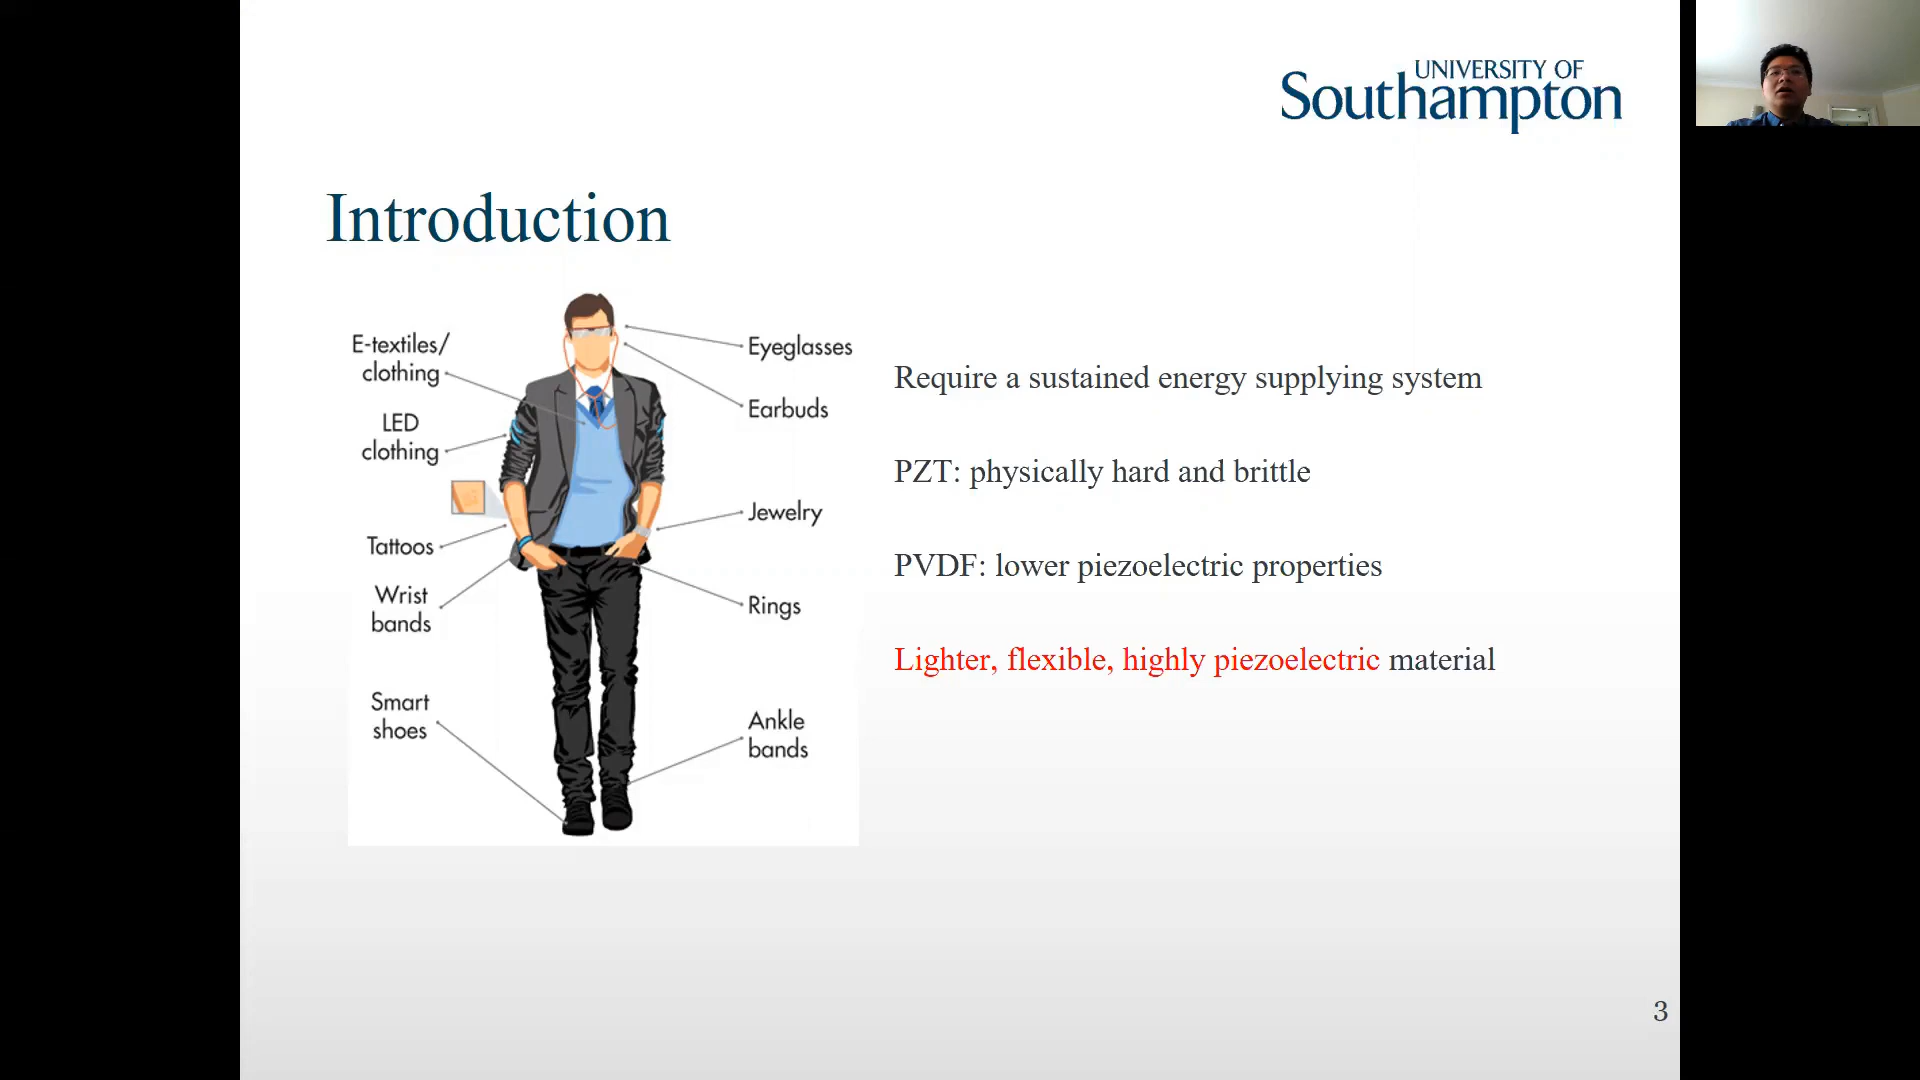 UNIVERSITY OF
Southampton
Introduction
E-textiles/
clothing
LED
clothing
Tattoos
Wrist
bands
Smart
shoes
Eyeglasses
Earbuds
Jewelry
Rings
Ankle
bands
Require a sustained energy supplying system
PZT: physically hard and brittle
PVDF: lower piezoelectric properties
Lighter, flexible, highly piezoelectric material
3